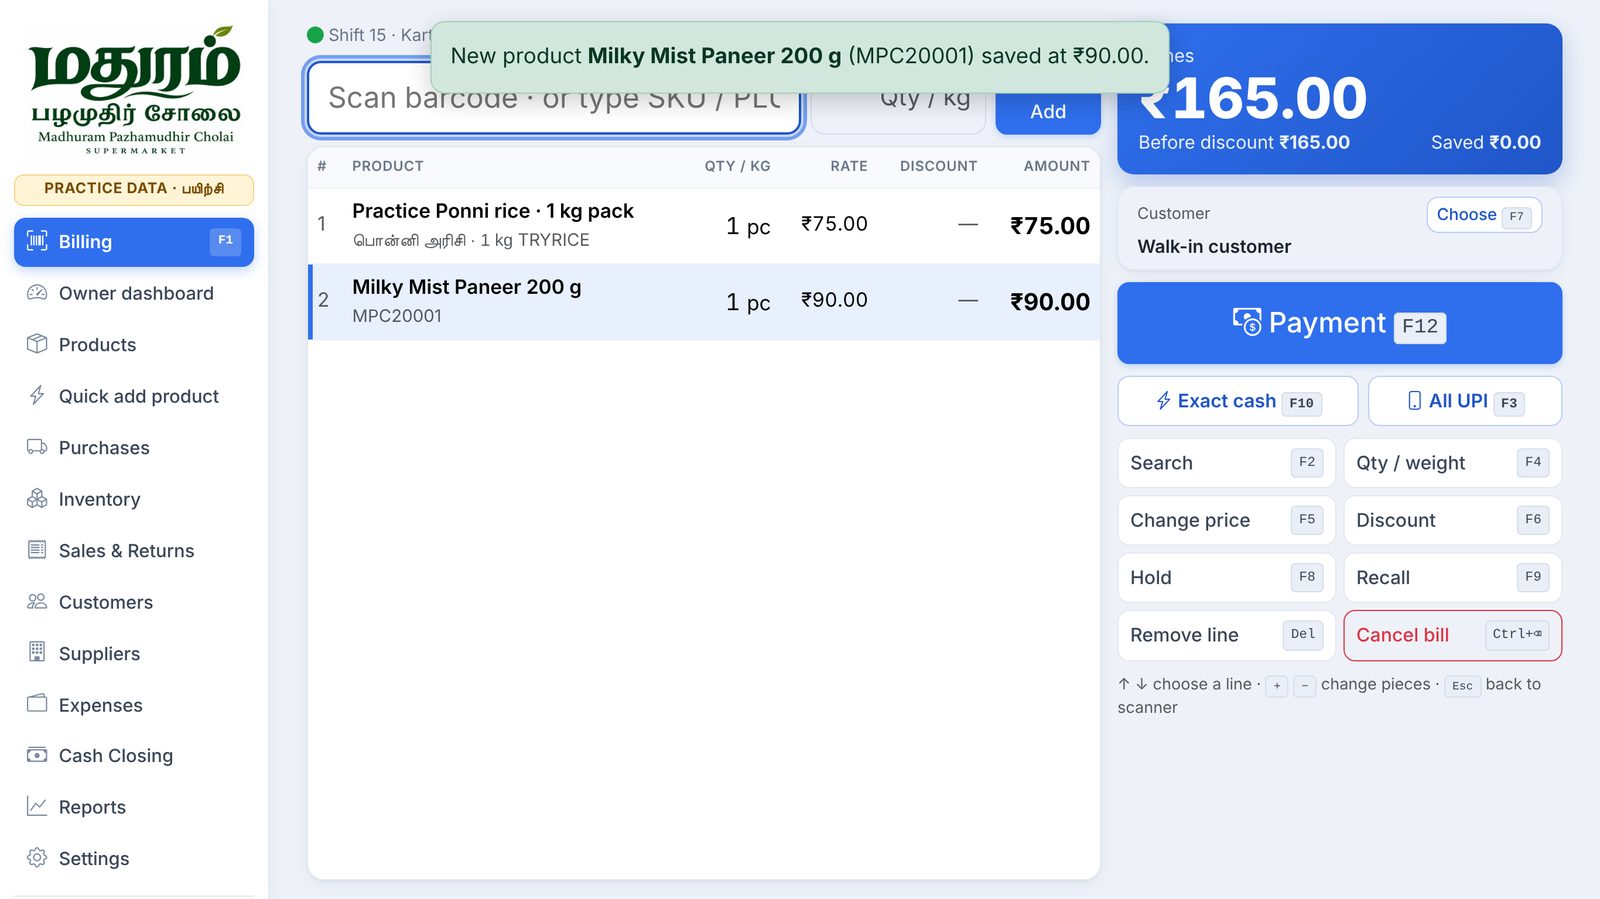 மதுரம்
பழமுதிர் சோலை
Madhuram Pazhamudhir Cholai
SUPERMARKET
PRACTICE DATA · பயிற்சி
Billing F1
Owner dashboard
Products
Quick add product
Purchases
Inventory
Sales & Returns
Customers
Suppliers
Expenses
Cash Closing
Reports
Settings
Shift 15 ·
New product Milky Mist Paneer 200 g (MPC20001) saved at ₹90.00.
Scan barcode · or type SKU / PLU
Qty / kg
Add
# PRODUCT QTY / KG RATE DISCOUNT AMOUNT
1 Practice Ponni rice · 1 kg pack 1 pc ₹75.00 — ₹75.00
பொன்னி அரிசி · 1 kg TRYRICE
2 Milky Mist Paneer 200 g 1 pc ₹90.00 — ₹90.00
MPC20001
₹165.00
Before discount ₹165.00 Saved ₹0.00
Customer
Choose F7
Walk-in customer
Payment F12
Exact cash F10
All UPI F3
Search F2
Qty / weight F4
Change price F5
Discount F6
Hold F8
Recall F9
Remove line Del
Cancel bill Ctrl+⌫
↑ ↓ choose a line · + − change pieces · Esc back to
scanner